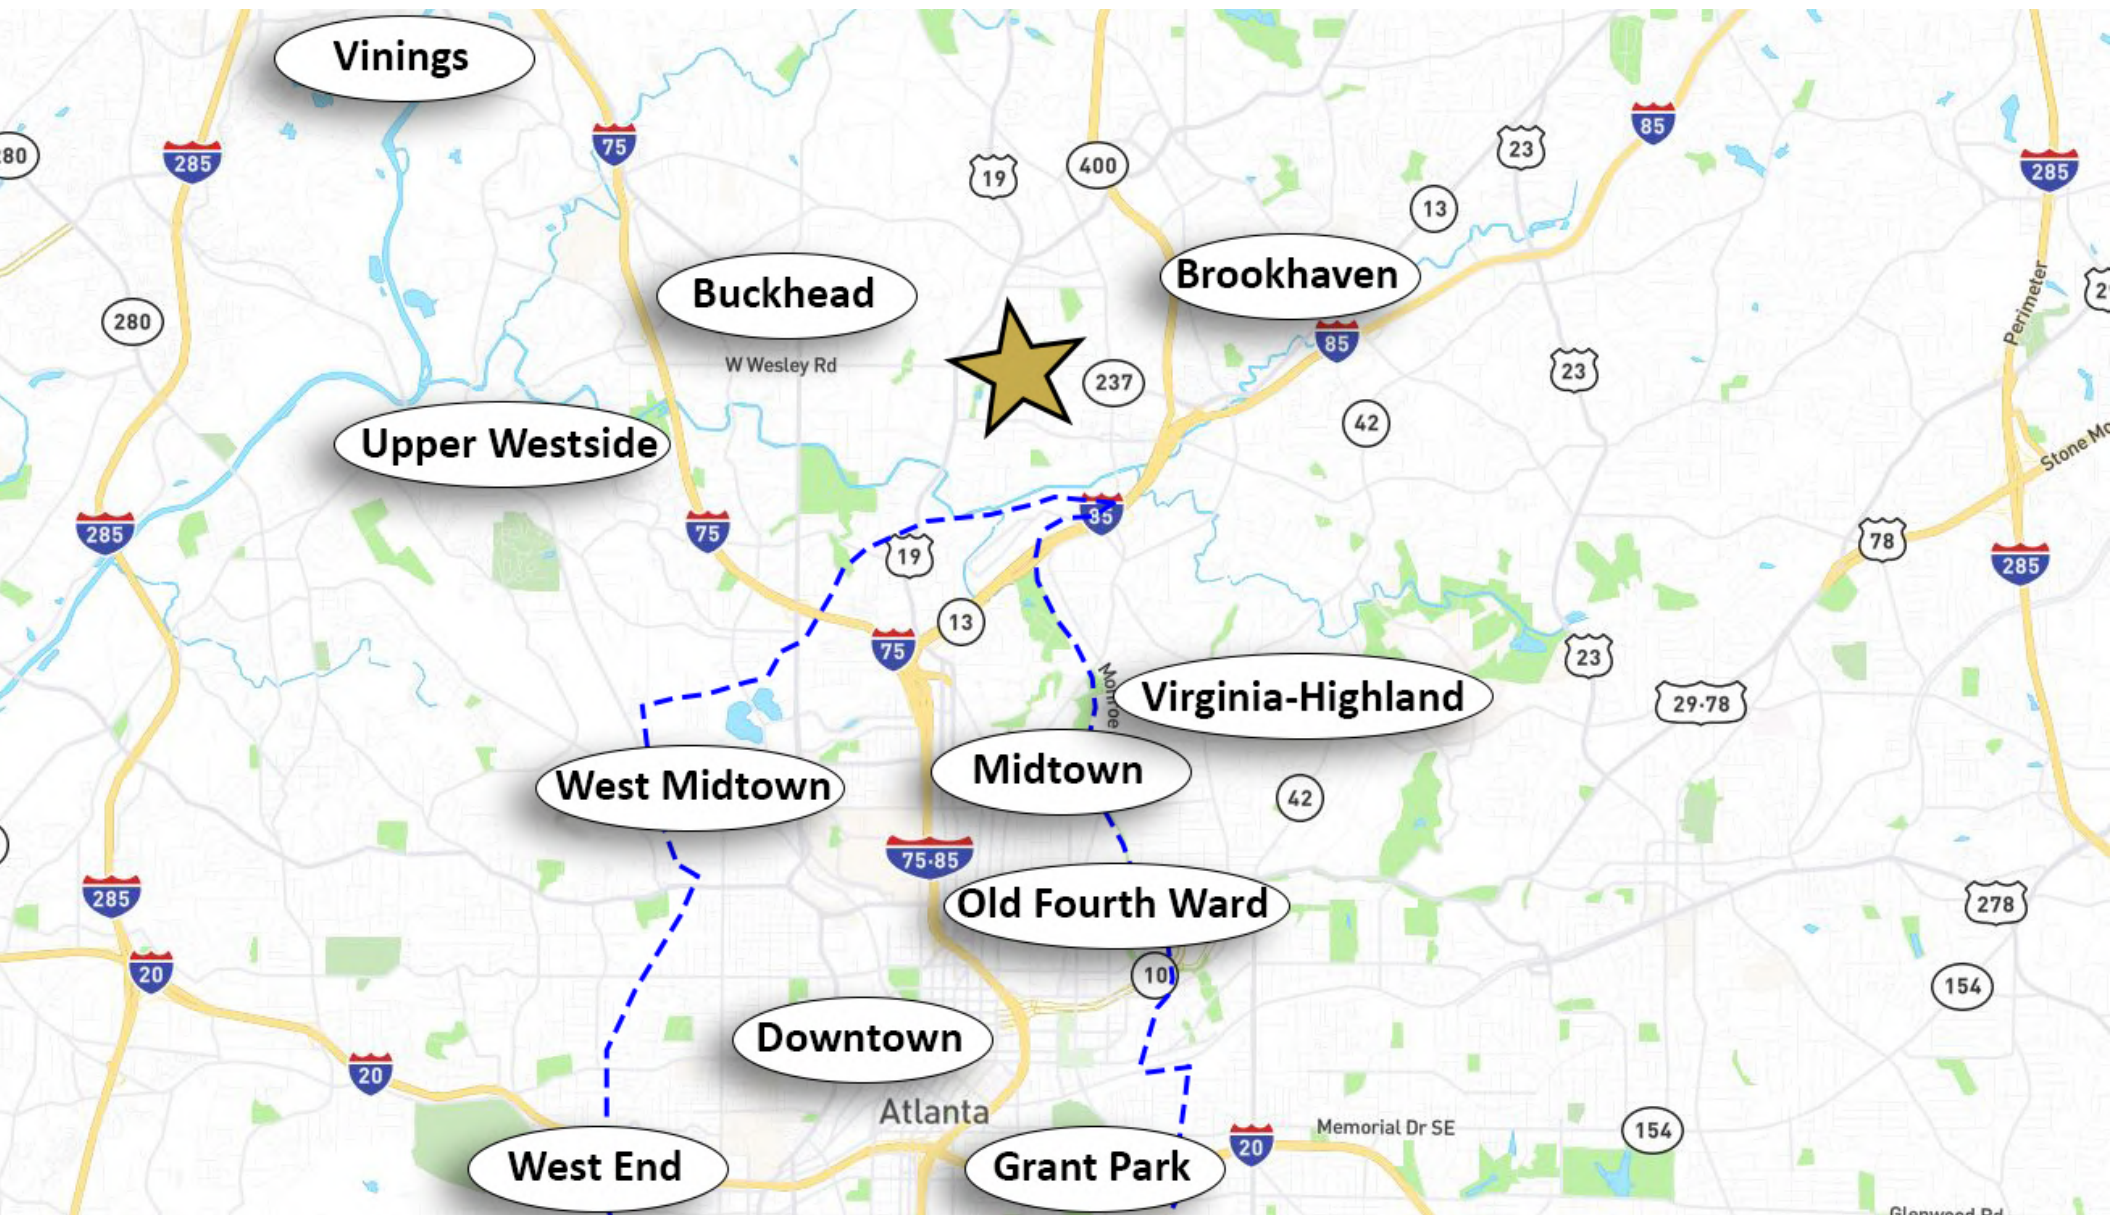 Vinings
75
285
280
85
23
285
19
400
13
Brookhaven
Buckhead
280
Perimeter
85
W Wesley Rd
237
23
42
Upper Westside
Stone Mo
285
75
85
19
78
285
13
75
23
Monroe
Virginia-Highland
29·78
Midtown
West Midtown
42
75·85
285
Old Fourth Ward
278
20
10
154
Downtown
20
Atlanta
Memorial Dr SE
154
20
West End
Grant Park
Glenwood Rd